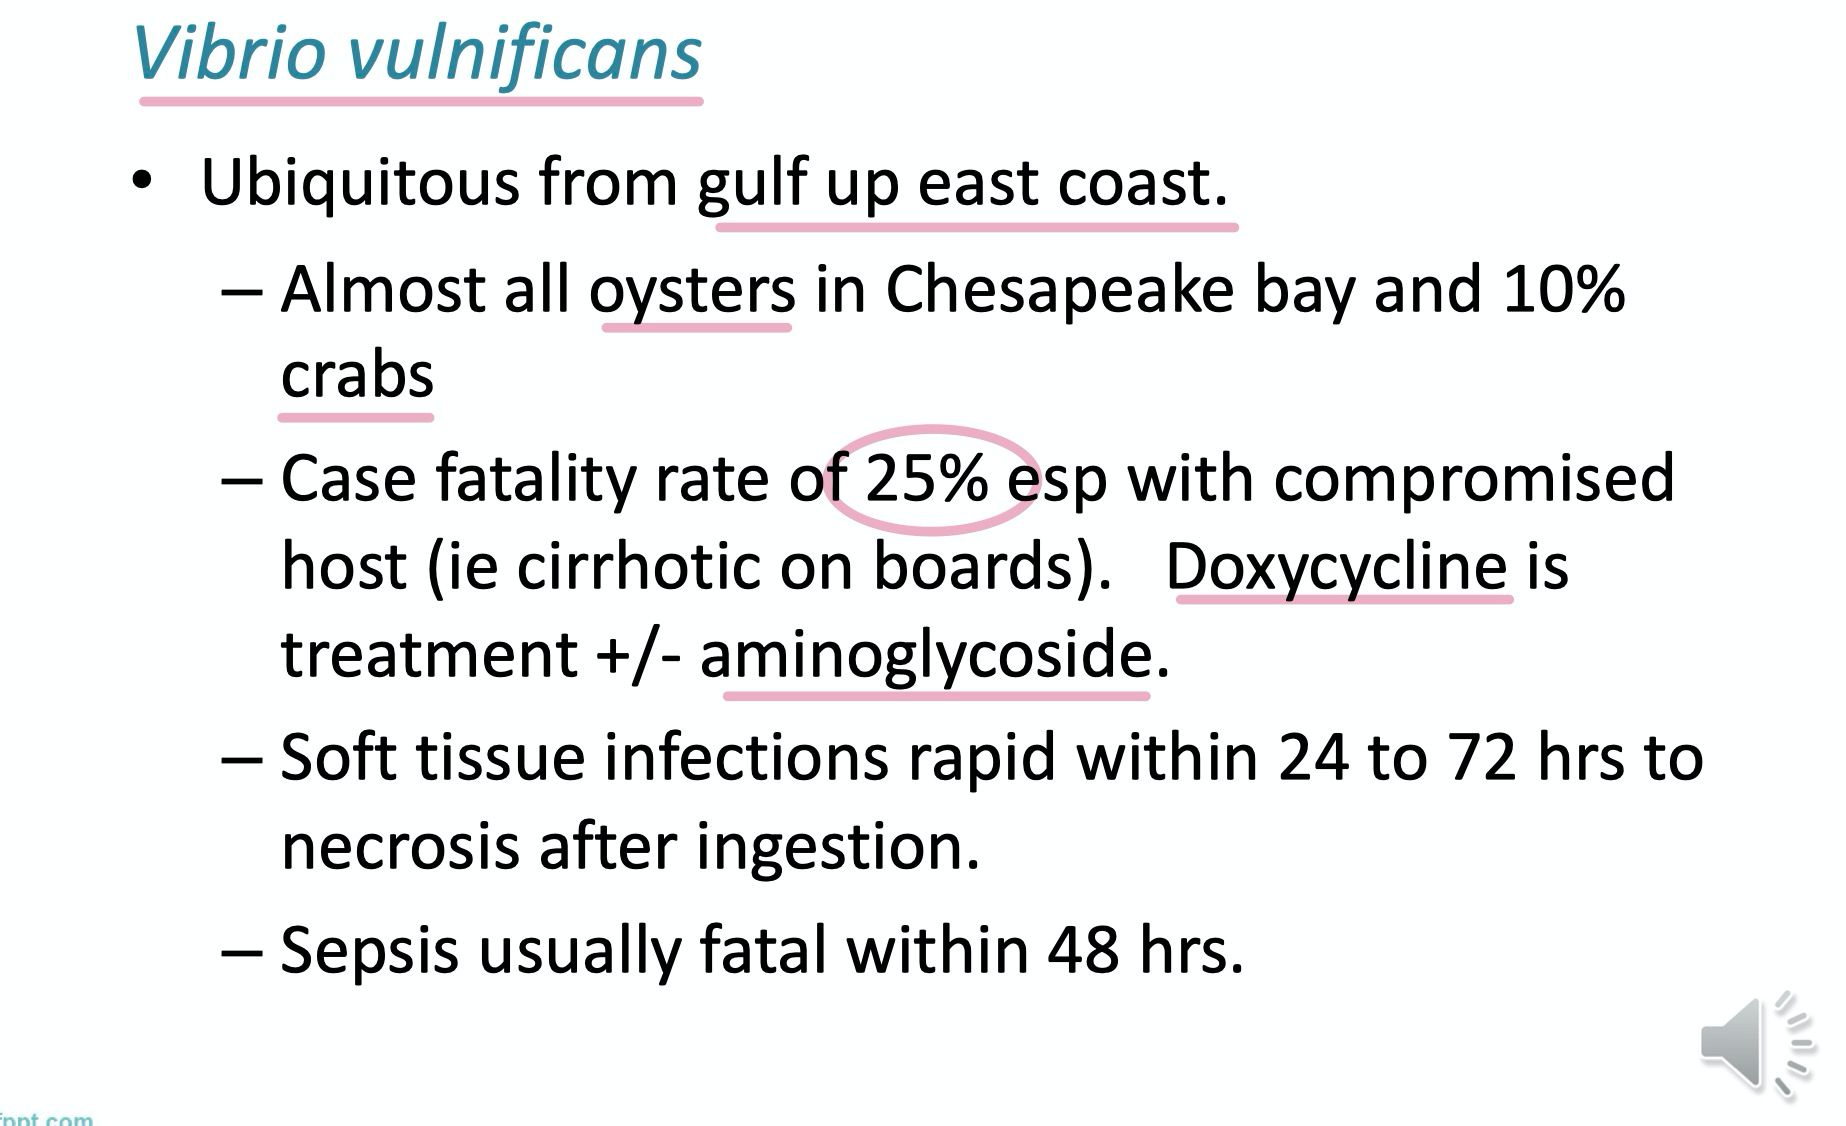 Vibrio vulnificans
• Ubiquitous from gulf up east coast.
– Almost all oysters in Chesapeake bay and 10%
crabs
– Case fatality rate of 25% esp with compromised
host (ie cirrhotic on boards). Doxycycline is
treatment +/- aminoglycoside.
– Soft tissue infections rapid within 24 to 72 hrs to
necrosis after ingestion.
– Sepsis usually fatal within 48 hrs.
fppt.com